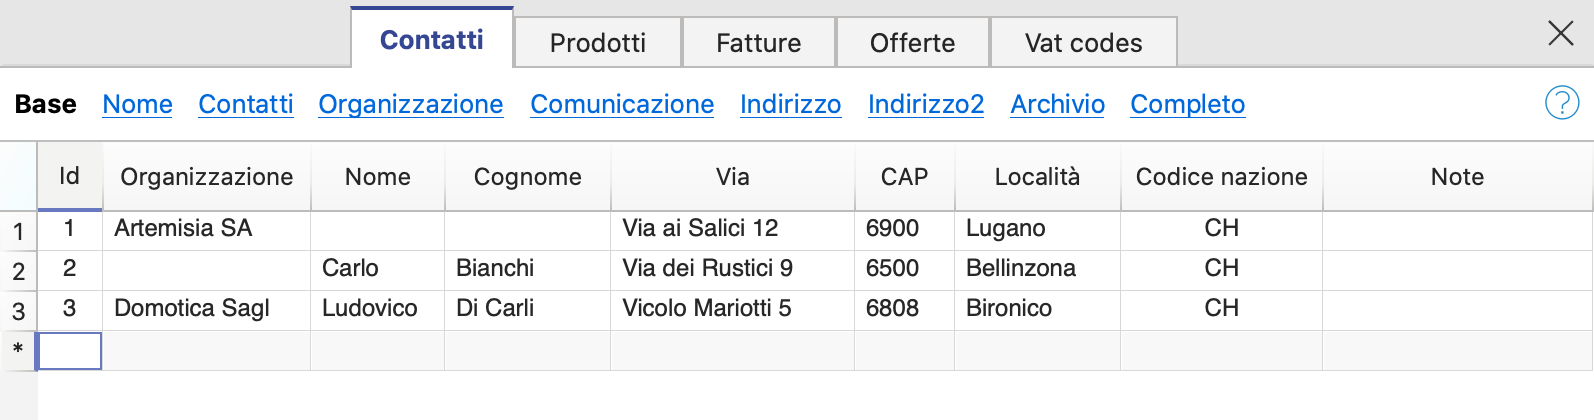 Contatti Prodotti Fatture Offerte Vat codes
Base Nome Contatti Organizzazione Comunicazione Indirizzo Indirizzo2 Archivio Completo ?
Id Organizzazione Nome Cognome Via CAP Località Codice nazione Note
1 1 Artemisia SA Via ai Salici 12 6900 Lugano CH
2 2 Carlo Bianchi Via dei Rustici 9 6500 Bellinzona CH
3 3 Domotica Sagl Ludovico Di Carli Vicolo Mariotti 5 6808 Bironico CH
*